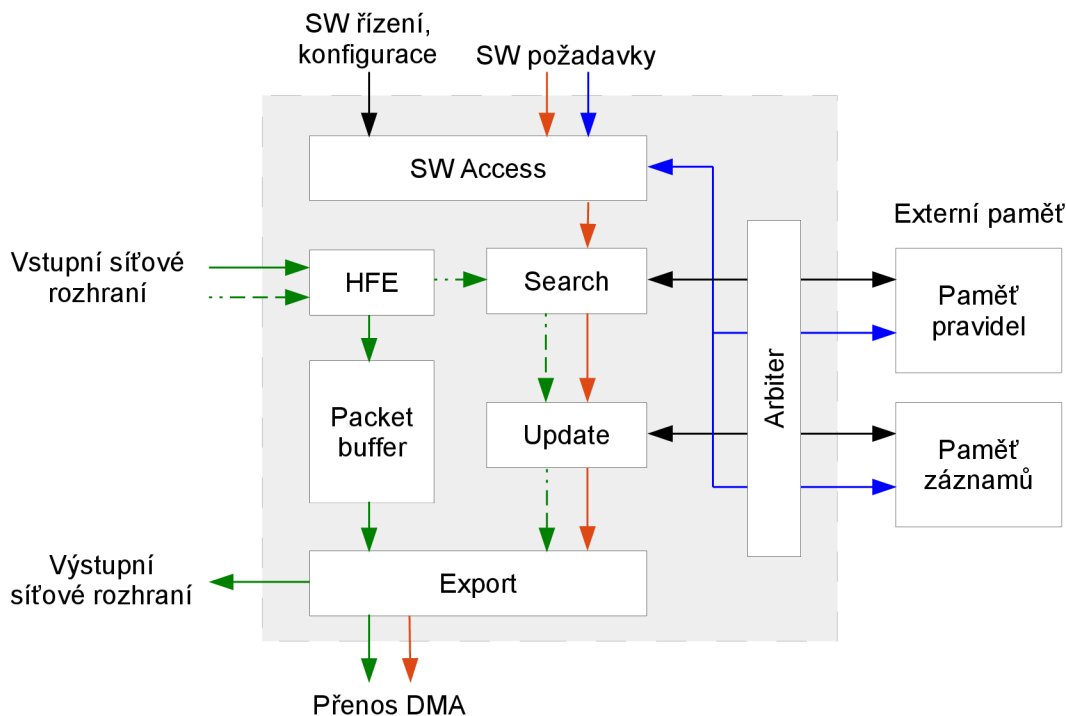 SW řízení,
konfigurace
SW požadavky
SW Access
Externí paměť
Vstupní síťové
rozhraní
HFE
Search
Paměť
pravidel
Arbiter
Packet
buffer
Update
Paměť
záznamů
Výstupní
síťové rozhraní
Export
Přenos DMA